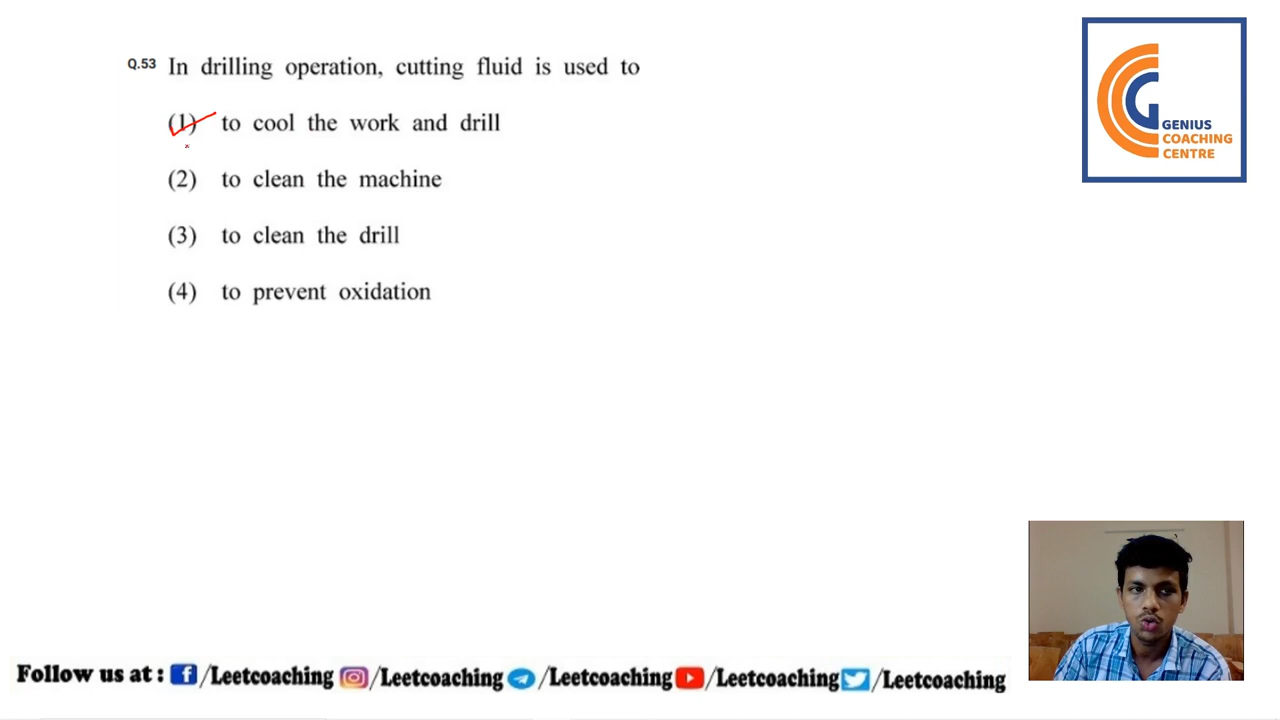 Q.53 In drilling operation, cutting fluid is used to
(1) to cool the work and drill
(2) to clean the machine
(3) to clean the drill
(4) to prevent oxidation
GENIUS
COACHING
CENTRE
Follow us at : /Leetcoaching /Leetcoaching /Leetcoaching /Leetcoaching /Leetcoaching